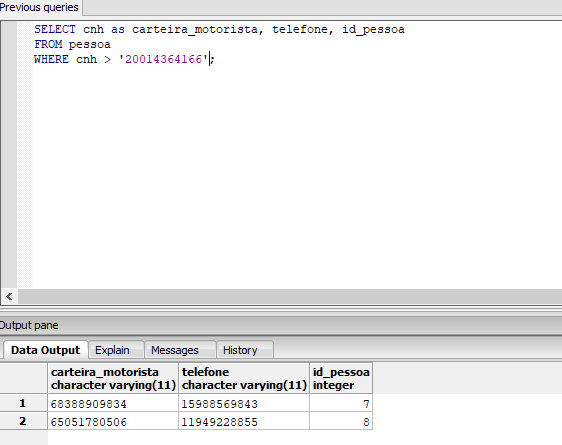 Previous queries
SELECT cnh as carteira_motorista, telefone, id_pessoa
FROM pessoa
WHERE cnh > '20014364166';
Output pane
Data Output Explain Messages History
carteira_motorista telefone id_pessoa
character varying(11) character varying(11) integer
1 68388909834 15988569843 7
2 65051780506 11949228855 8